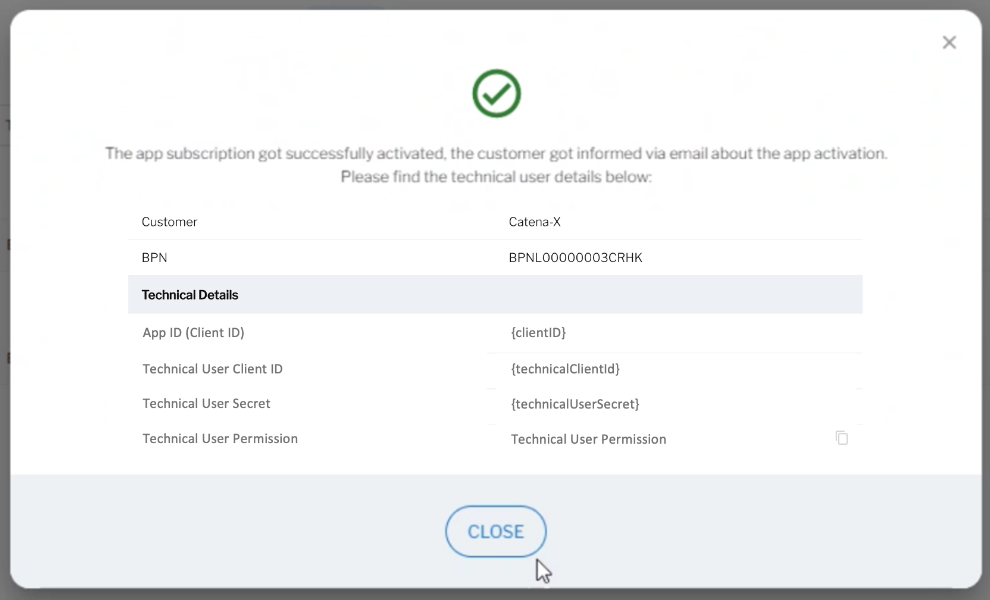 The app subscription got successfully activated, the customer got informed via email about the app activation.
Please find the technical user details below:
Customer Catena-X
BPN BPNL00000003CRHK
Technical Details
App ID (Client ID) {clientID}
Technical User Client ID {technicalClientId}
Technical User Secret {technicalUserSecret}
Technical User Permission Technical User Permission
CLOSE